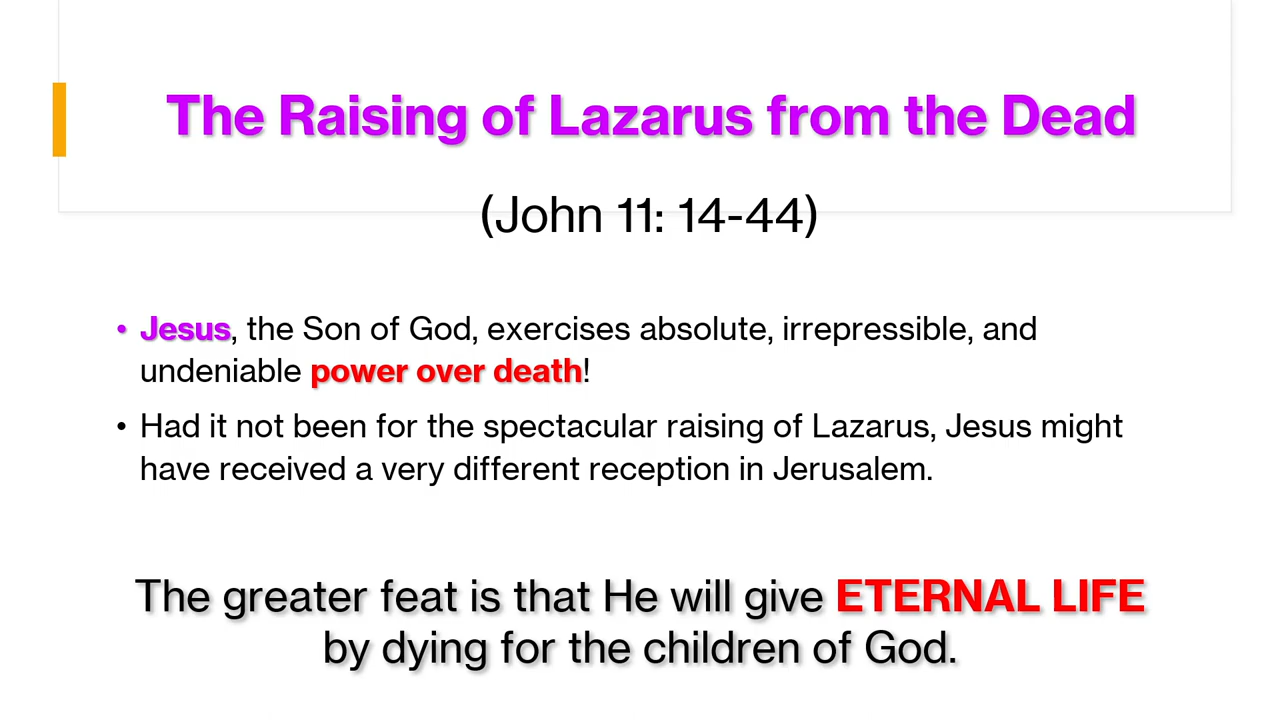 The Raising of Lazarus from the Dead
(John 11: 14-44)
• Jesus, the Son of God, exercises absolute, irrepressible, and
undeniable power over death!
• Had it not been for the spectacular raising of Lazarus, Jesus might
have received a very different reception in Jerusalem.
The greater feat is that He will give ETERNAL LIFE
by dying for the children of God.